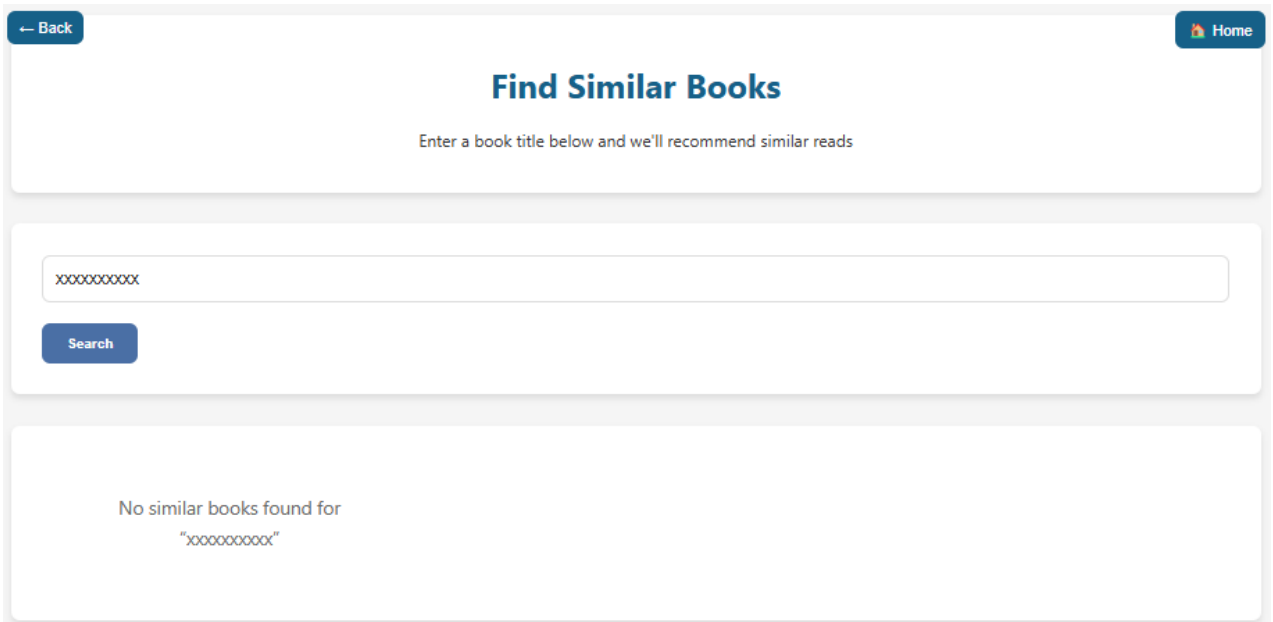 ← Back
🏠 Home
Find Similar Books
Enter a book title below and we'll recommend similar reads
xxxxxxxxxx
Search
No similar books found for
“xxxxxxxxxx”